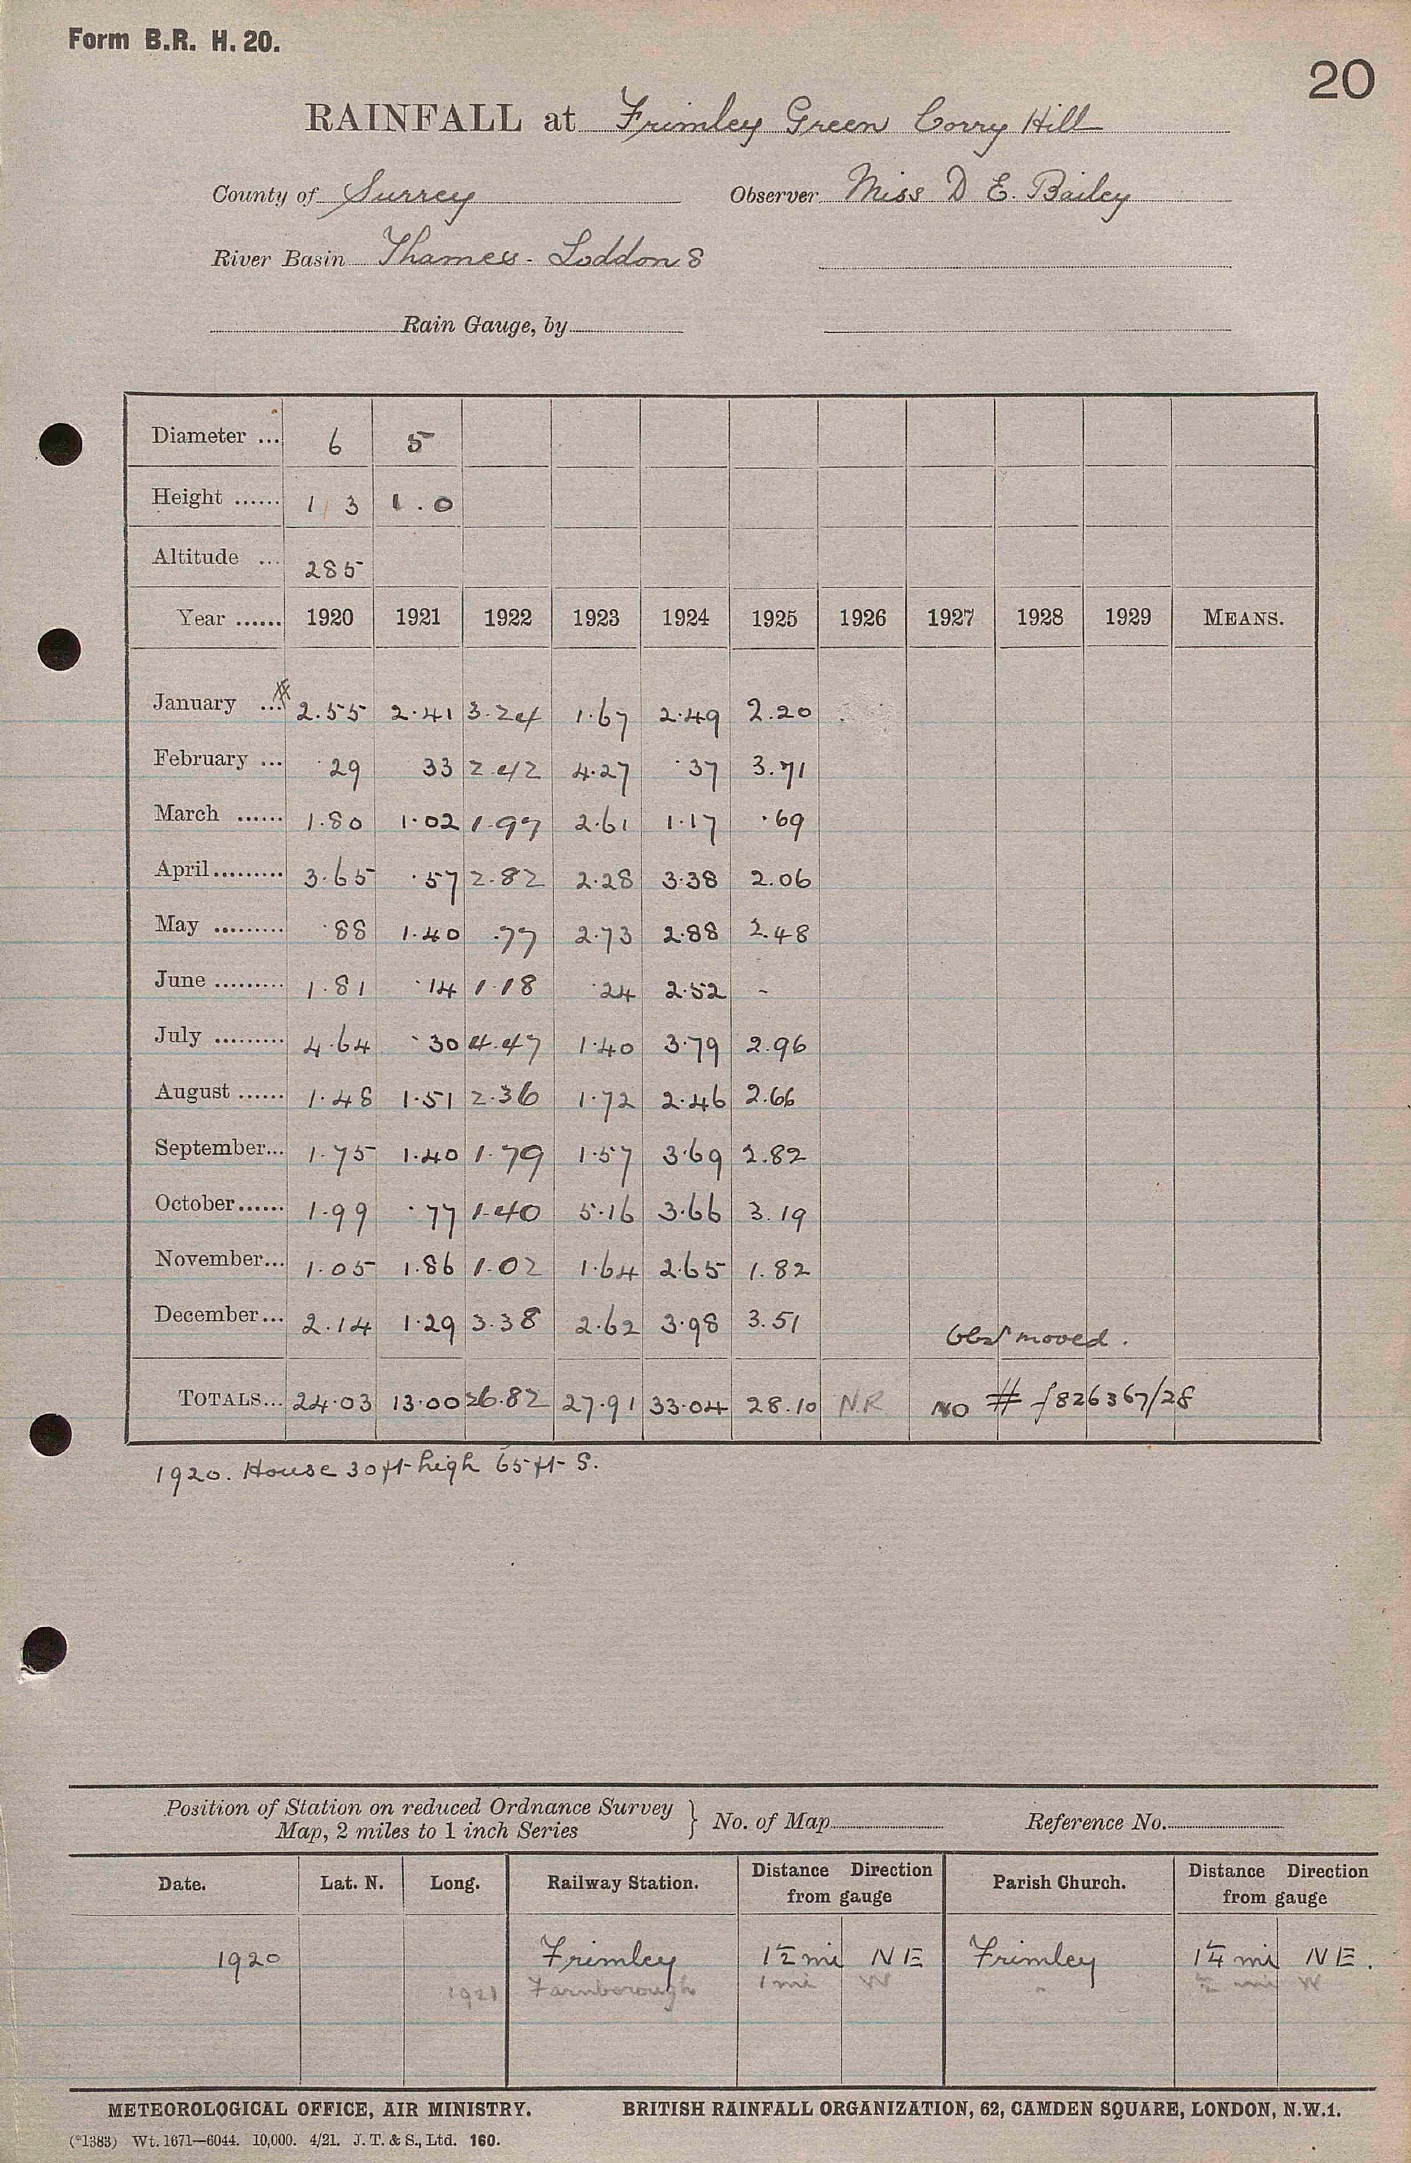 Form B.R. H. 20.
20
RAINFALL at Frimley Green Corry Hill
County of Surrey Observer Miss D E. Bailey
River Basin Thames - Loddon 8
Rain Gauge, by
Diameter ... 6 5
Height ...... 1 3 1.0
Altitude ... 285
Year ...... 1920 1921 1922 1923 1924 1925 1926 1927 1928 1929 MEANS.
January ... # 2.55 2.41 3.24 1.67 2.49 2.20
February ... .29 33 2.42 4.27 .37 3.71
March ...... 1.80 1.02 1.97 2.61 1.17 .69
April ......... 3.65 .57 2.82 2.28 3.38 2.06
May ......... .88 1.40 .77 2.73 2.88 2.48
June ......... 1.81 .14 1.18 .24 2.52 -
July ......... 4.64 .30 4.47 1.40 3.79 2.96
August ...... 1.48 1.51 2.36 1.72 2.46 2.66
September... 1.75 1.40 1.79 1.57 3.69 2.82
October...... 1.99 .77 1.40 5.16 3.66 3.19
November... 1.05 1.86 1.02 1.64 2.65 1.82
December... 2.14 1.29 3.38 2.62 3.98 3.51
Obsr moved.
TOTALS... 24.03 13.00 26.82 27.91 33.04 28.10 N.R NO # f826367/28
1920. House 30ft high 65 ft S.
Position of Station on reduced Ordnance Survey
Map, 2 miles to 1 inch Series } No. of Map Reference No.
Date. Lat. N. Long. Railway Station. Distance Direction from gauge Parish Church. Distance Direction from gauge
1920 Frimley 1½ mi NE Frimley 1¼ mi NE.
1921 Farnborough 1 mi W " ½ mi W
METEOROLOGICAL OFFICE, AIR MINISTRY. BRITISH RAINFALL ORGANIZATION, 62, CAMDEN SQUARE, LONDON, N.W.1.
(*1383) Wt. 1671—6044. 10,000. 4/21. J. T. & S., Ltd. 160.